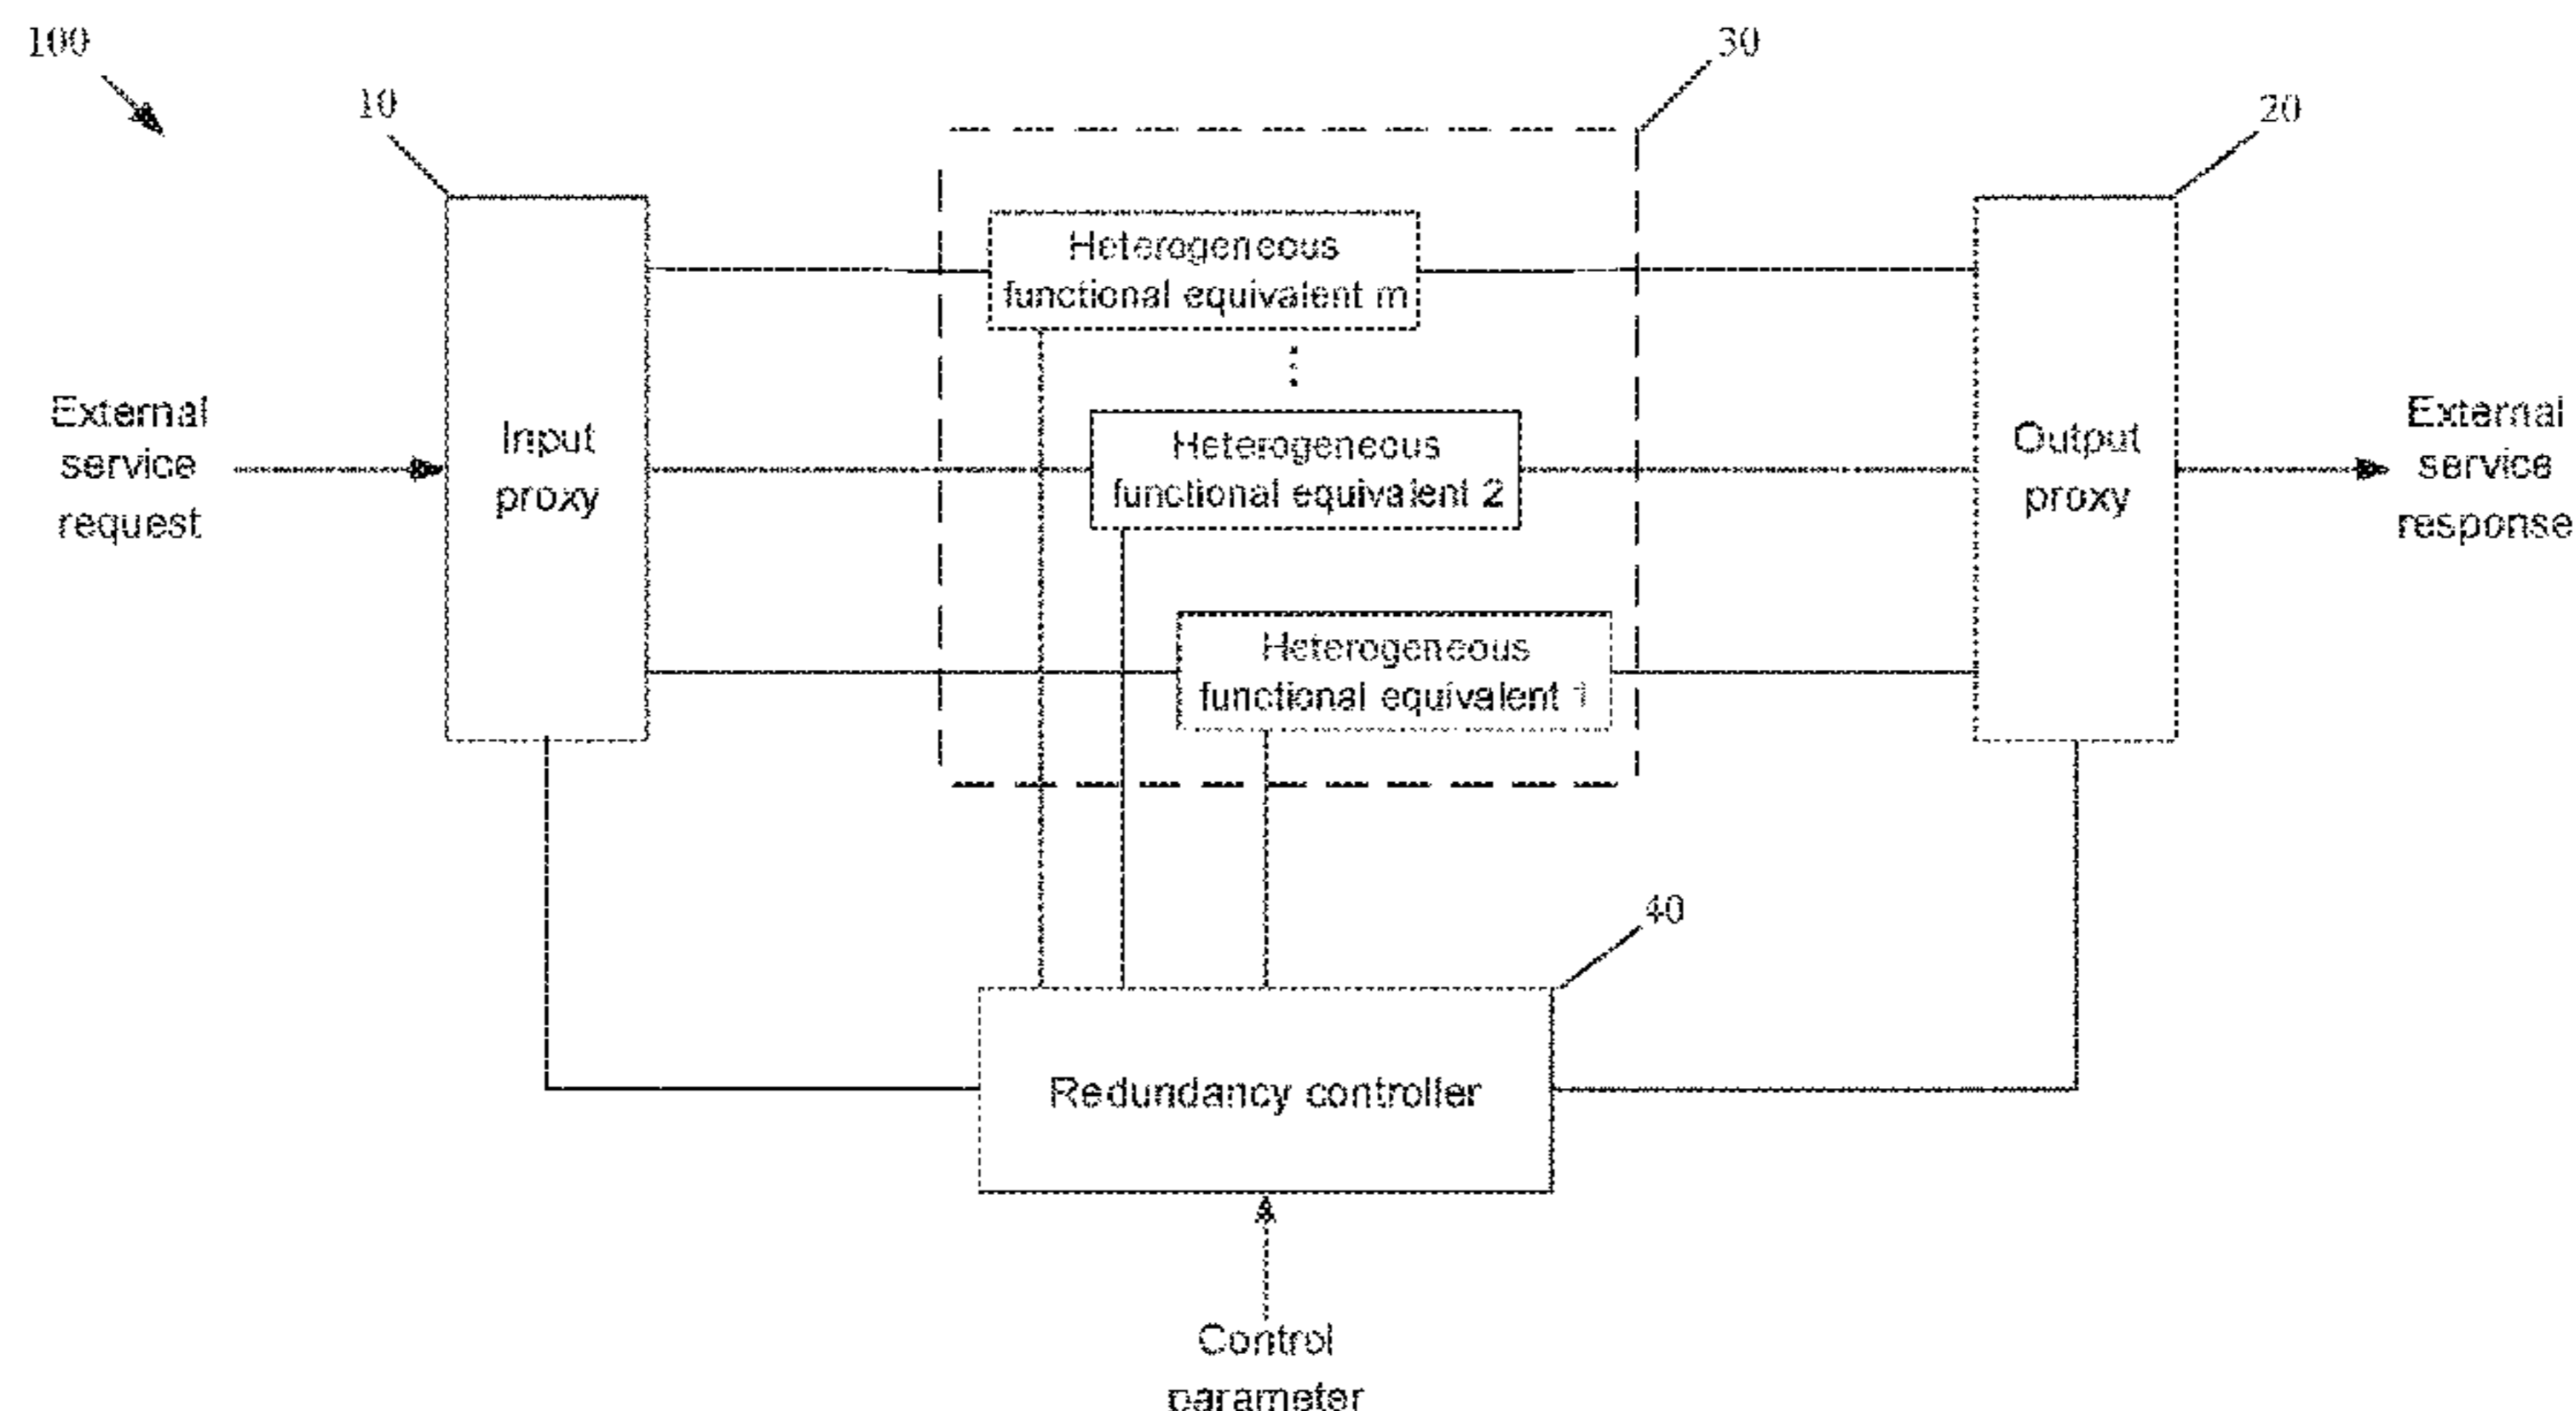 100
10
30
20
Heterogeneous
functional equivalent m
External
service
request
Input
proxy
Heterogeneous
functional equivalent 2
Output
proxy
External
service
response
Heterogeneous
functional equivalent 1
40
Redundancy controller
Control
parameter